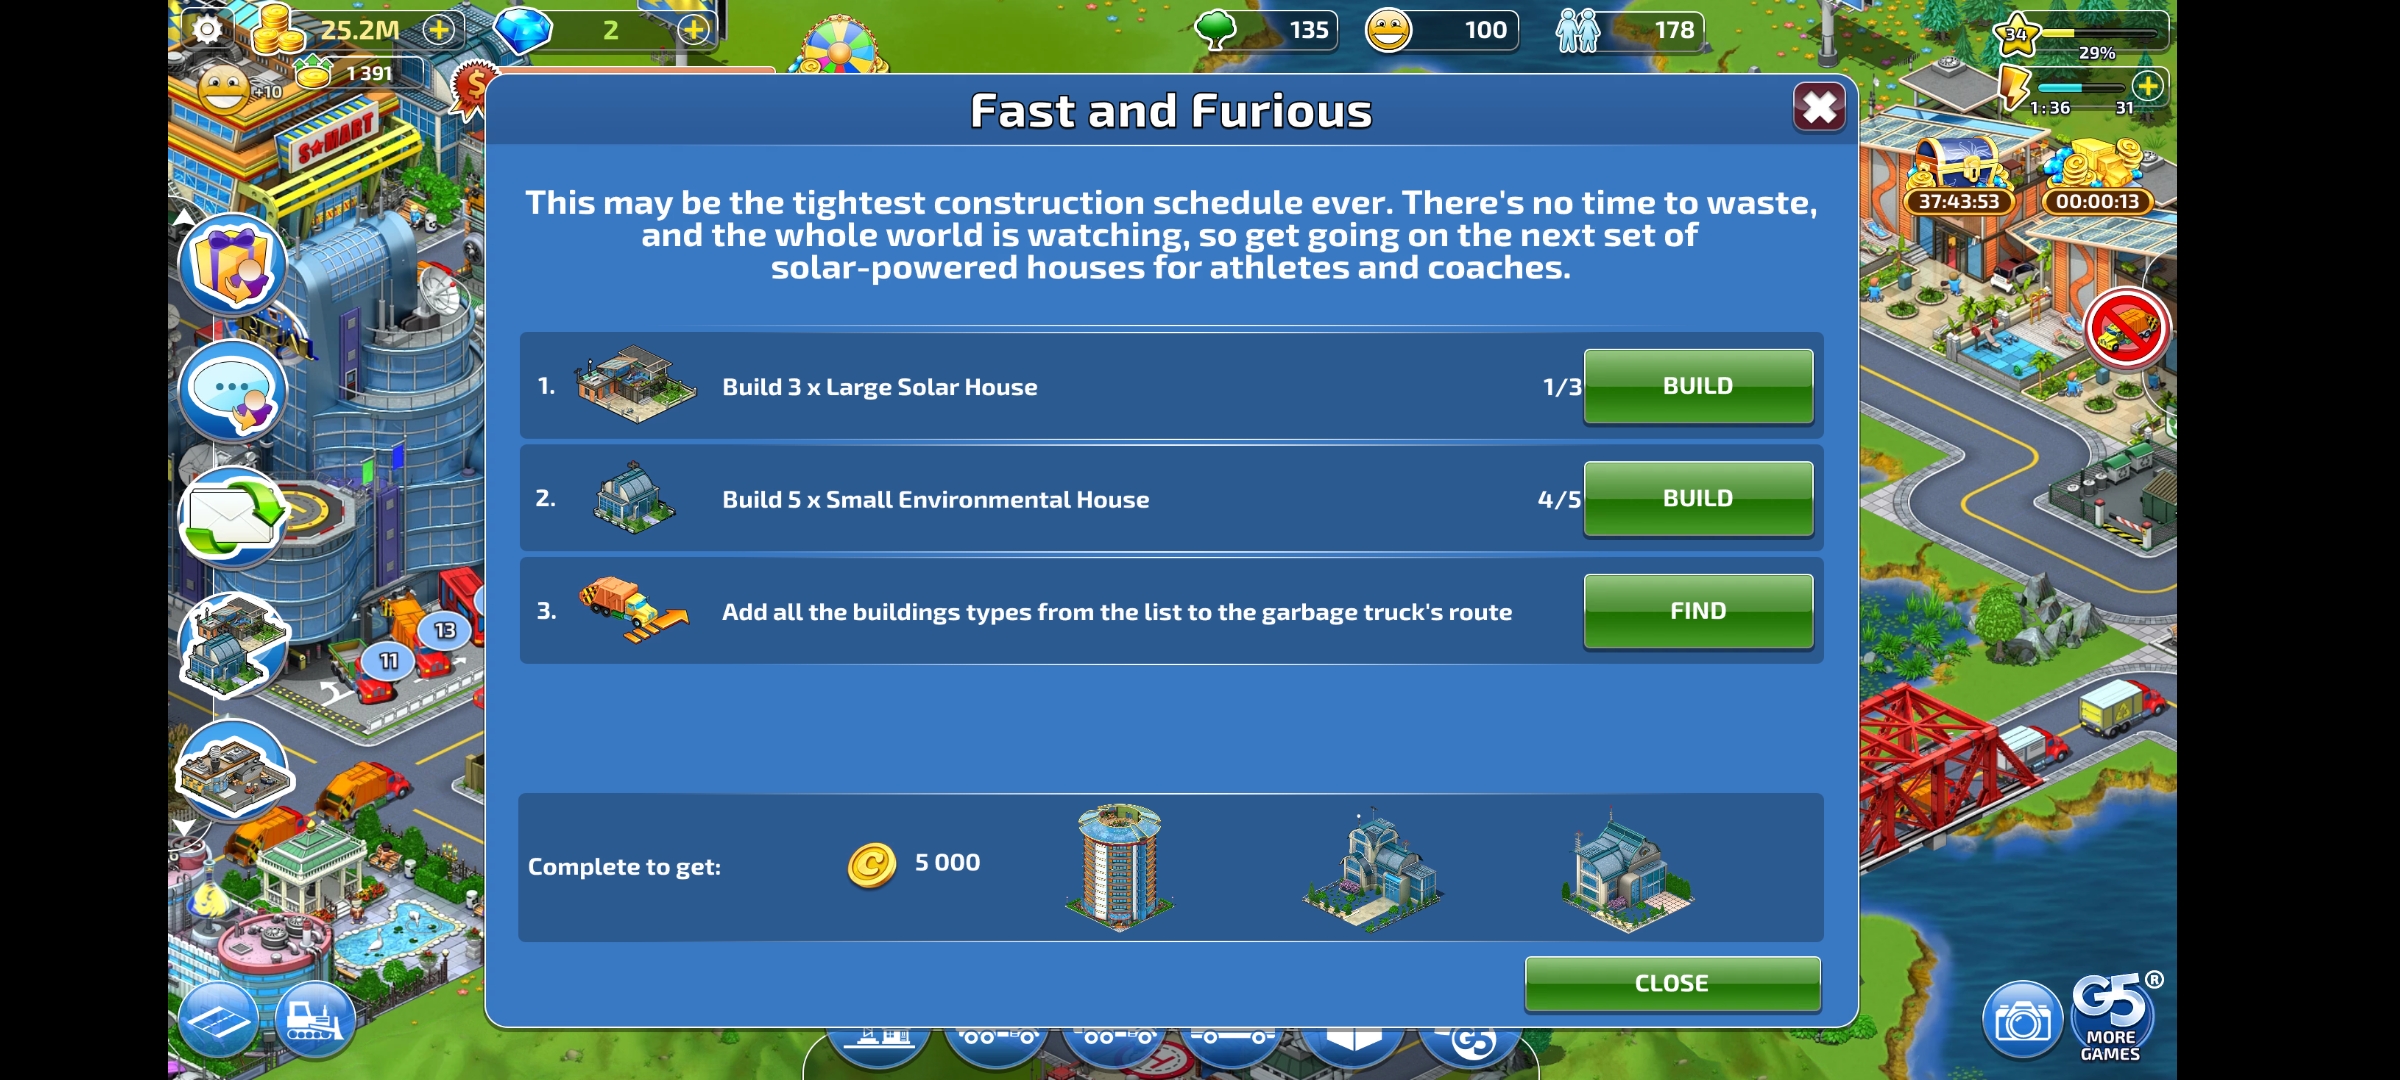 25.2M
2
135
100
178
34
29%
+10
1 391
1:36
31
S★MART
Fast and Furious
37:43:53
00:00:13
This may be the tightest construction schedule ever. There's no time to waste,
and the whole world is watching, so get going on the next set of
solar-powered houses for athletes and coaches.
1.
Build 3 x Large Solar House
1/3
BUILD
2.
Build 5 x Small Environmental House
4/5
BUILD
3.
Add all the buildings types from the list to the garbage truck's route
FIND
13
11
Complete to get:
5 000
CLOSE
G5
G5®
MORE
GAMES